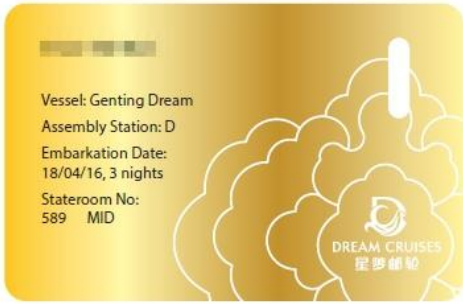 Vessel: Genting Dream
Assembly Station: D
Embarkation Date:
18/04/16, 3 nights
Stateroom No:
589 MID
DREAM CRUISES
星梦邮轮